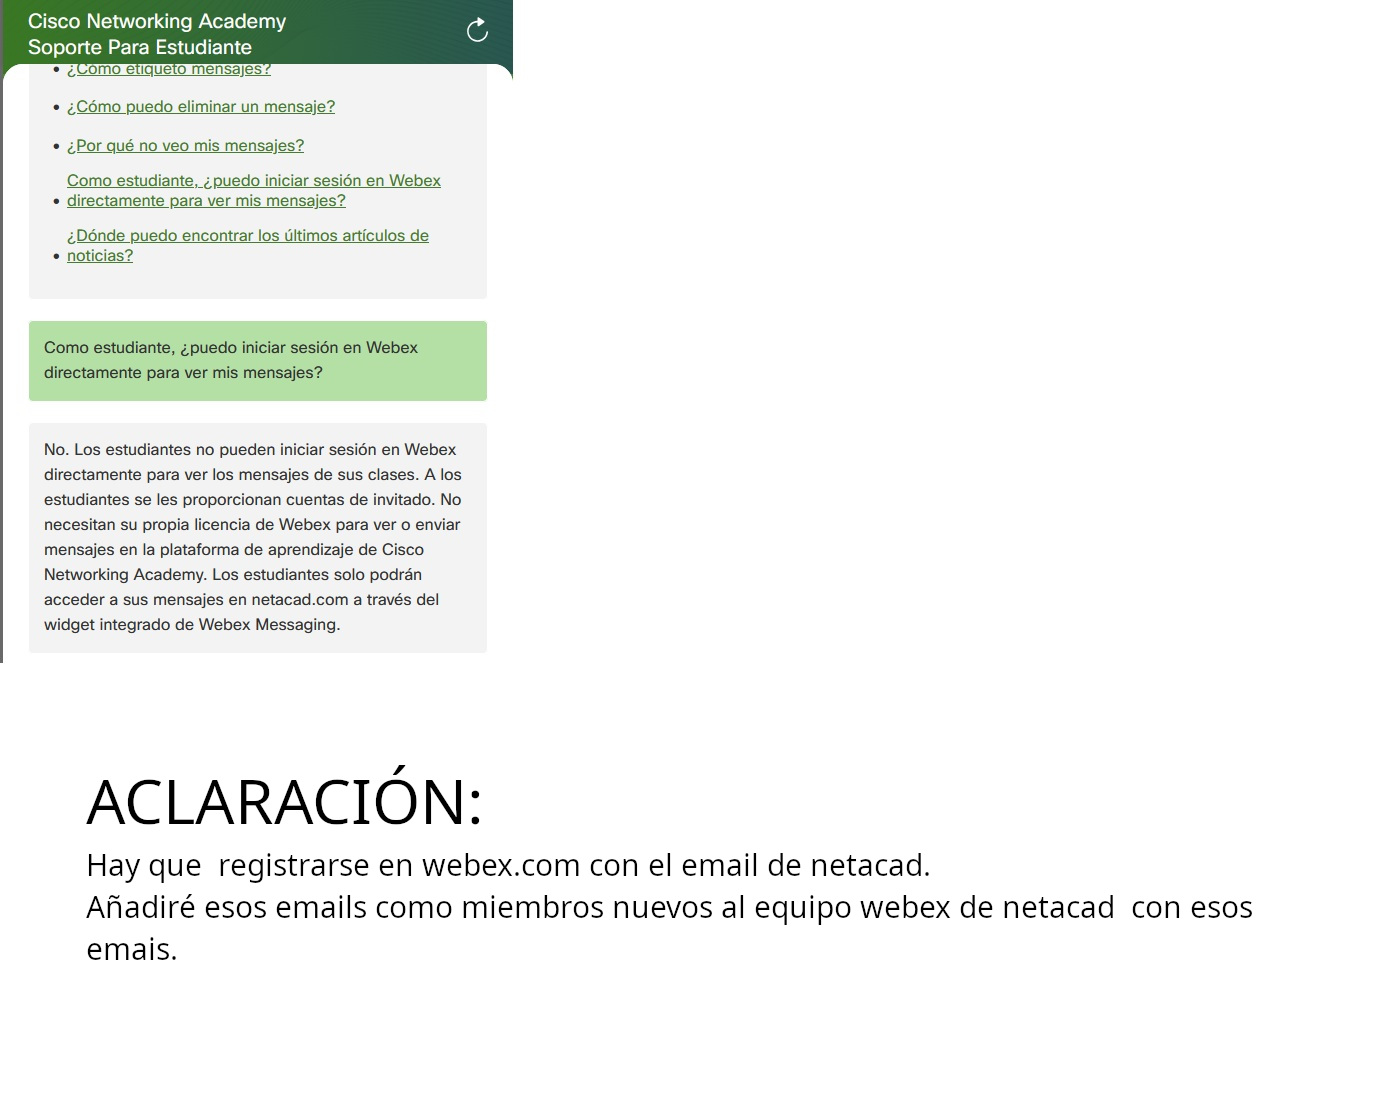 Cisco Networking Academy
Soporte Para Estudiante
¿Cómo etiqueto mensajes?
¿Cómo puedo eliminar un mensaje?
¿Por qué no veo mis mensajes?
Como estudiante, ¿puedo iniciar sesión en Webex
directamente para ver mis mensajes?
¿Dónde puedo encontrar los últimos artículos de
noticias?
Como estudiante, ¿puedo iniciar sesión en Webex
directamente para ver mis mensajes?
No. Los estudiantes no pueden iniciar sesión en Webex
directamente para ver los mensajes de sus clases. A los
estudiantes se les proporcionan cuentas de invitado. No
necesitan su propia licencia de Webex para ver o enviar
mensajes en la plataforma de aprendizaje de Cisco
Networking Academy. Los estudiantes solo podrán
acceder a sus mensajes en netacad.com a través del
widget integrado de Webex Messaging.
ACLARACIÓN:
Hay que  registrarse en webex.com con el email de netacad.
Añadiré esos emails como miembros nuevos al equipo webex de netacad  con esos
emais.